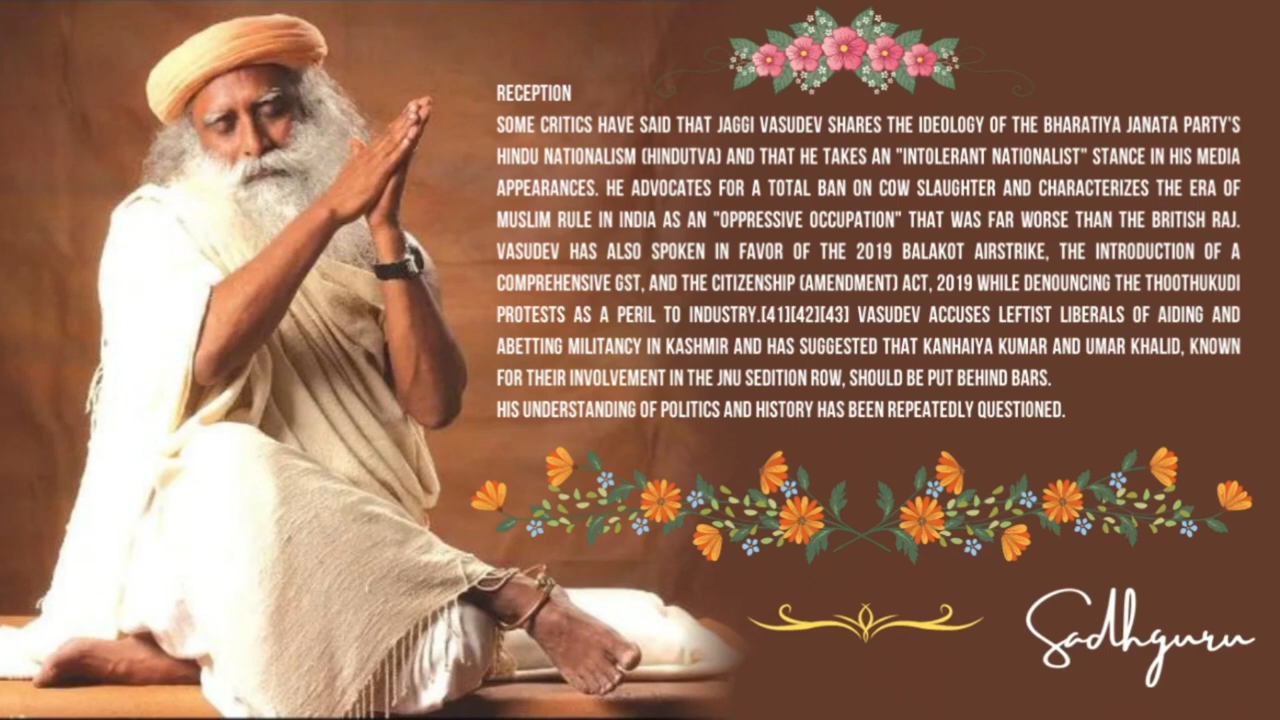 RECEPTION
SOME CRITICS HAVE SAID THAT JAGGI VASUDEV SHARES THE IDEOLOGY OF THE BHARATIYA JANATA PARTY'S
HINDU NATIONALISM (HINDUTVA) AND THAT HE TAKES AN "INTOLERANT NATIONALIST" STANCE IN HIS MEDIA
APPEARANCES. HE ADVOCATES FOR A TOTAL BAN ON COW SLAUGHTER AND CHARACTERIZES THE ERA OF
MUSLIM RULE IN INDIA AS AN "OPPRESSIVE OCCUPATION" THAT WAS FAR WORSE THAN THE BRITISH RAJ.
VASUDEV HAS ALSO SPOKEN IN FAVOR OF THE 2019 BALAKOT AIRSTRIKE, THE INTRODUCTION OF A
COMPREHENSIVE GST, AND THE CITIZENSHIP (AMENDMENT) ACT, 2019 WHILE DENOUNCING THE THOOTHUKUDI
PROTESTS AS A PERIL TO INDUSTRY.[41][42][43] VASUDEV ACCUSES LEFTIST LIBERALS OF AIDING AND
ABETTING MILITANCY IN KASHMIR AND HAS SUGGESTED THAT KANHAIYA KUMAR AND UMAR KHALID, KNOWN
FOR THEIR INVOLVEMENT IN THE JNU SEDITION ROW, SHOULD BE PUT BEHIND BARS.
HIS UNDERSTANDING OF POLITICS AND HISTORY HAS BEEN REPEATEDLY QUESTIONED.
Sadhguru